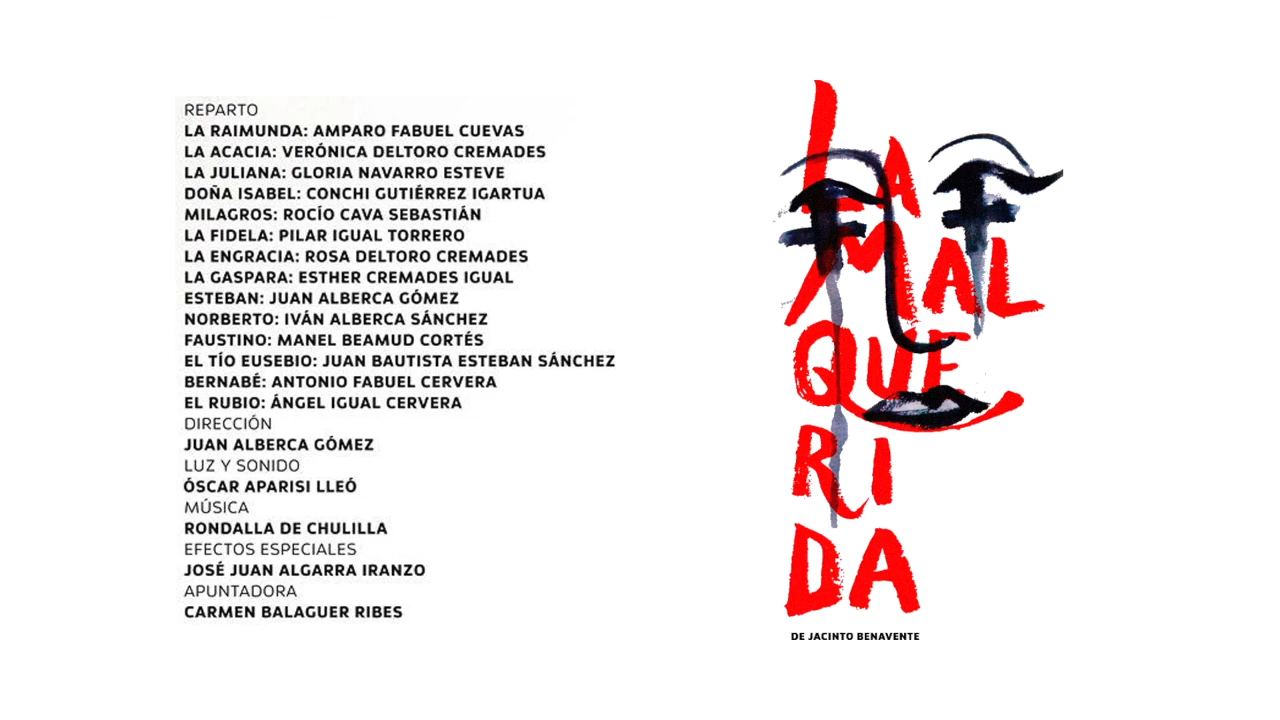 REPARTO
LA RAIMUNDA: AMPARO FABUEL CUEVAS
LA ACACIA: VERÓNICA DELTORO CREMADES
LA JULIANA: GLORIA NAVARRO ESTEVE
DOÑA ISABEL: CONCHI GUTIÉRREZ IGARTUA
MILAGROS: ROCÍO CAVA SEBASTIÁN
LA FIDELA: PILAR IGUAL TORRERO
LA ENGRACIA: ROSA DELTORO CREMADES
LA GASPARA: ESTHER CREMADES IGUAL
ESTEBAN: JUAN ALBERCA GÓMEZ
NORBERTO: IVÁN ALBERCA SÁNCHEZ
FAUSTINO: MANEL BEAMUD CORTÉS
EL TÍO EUSEBIO: JUAN BAUTISTA ESTEBAN SÁNCHEZ
BERNABÉ: ANTONIO FABUEL CERVERA
EL RUBIO: ÁNGEL IGUAL CERVERA
DIRECCIÓN
JUAN ALBERCA GÓMEZ
LUZ Y SONIDO
ÓSCAR APARISI LLEÓ
MÚSICA
RONDALLA DE CHULILLA
EFECTOS ESPECIALES
JOSÉ JUAN ALGARRA IRANZO
APUNTADORA
CARMEN BALAGUER RIBES
LA
MAL
QUE
RI
DA
DE JACINTO BENAVENTE